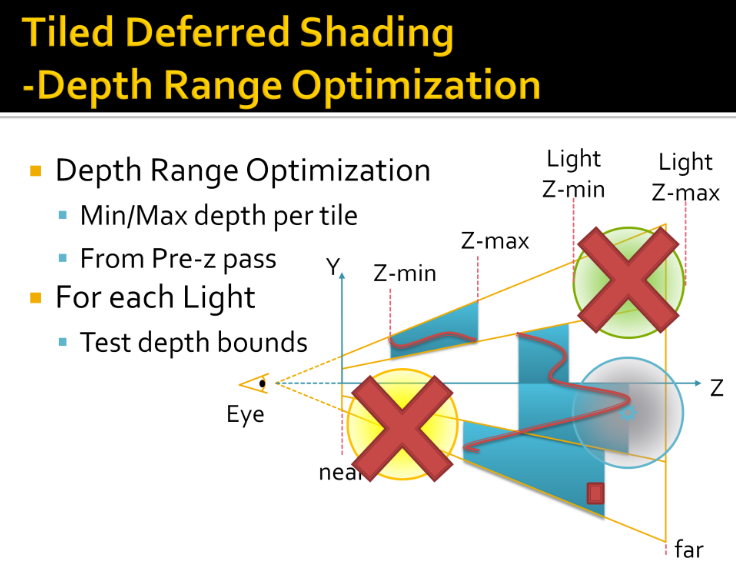 Tiled Deferred Shading
-Depth Range Optimization
Depth Range Optimization
Min/Max depth per tile
From Pre-z pass
For each Light
Test depth bounds
Light
Z-min
Light
Z-max
Z-max
Y
Z-min
Z
Eye
near
far